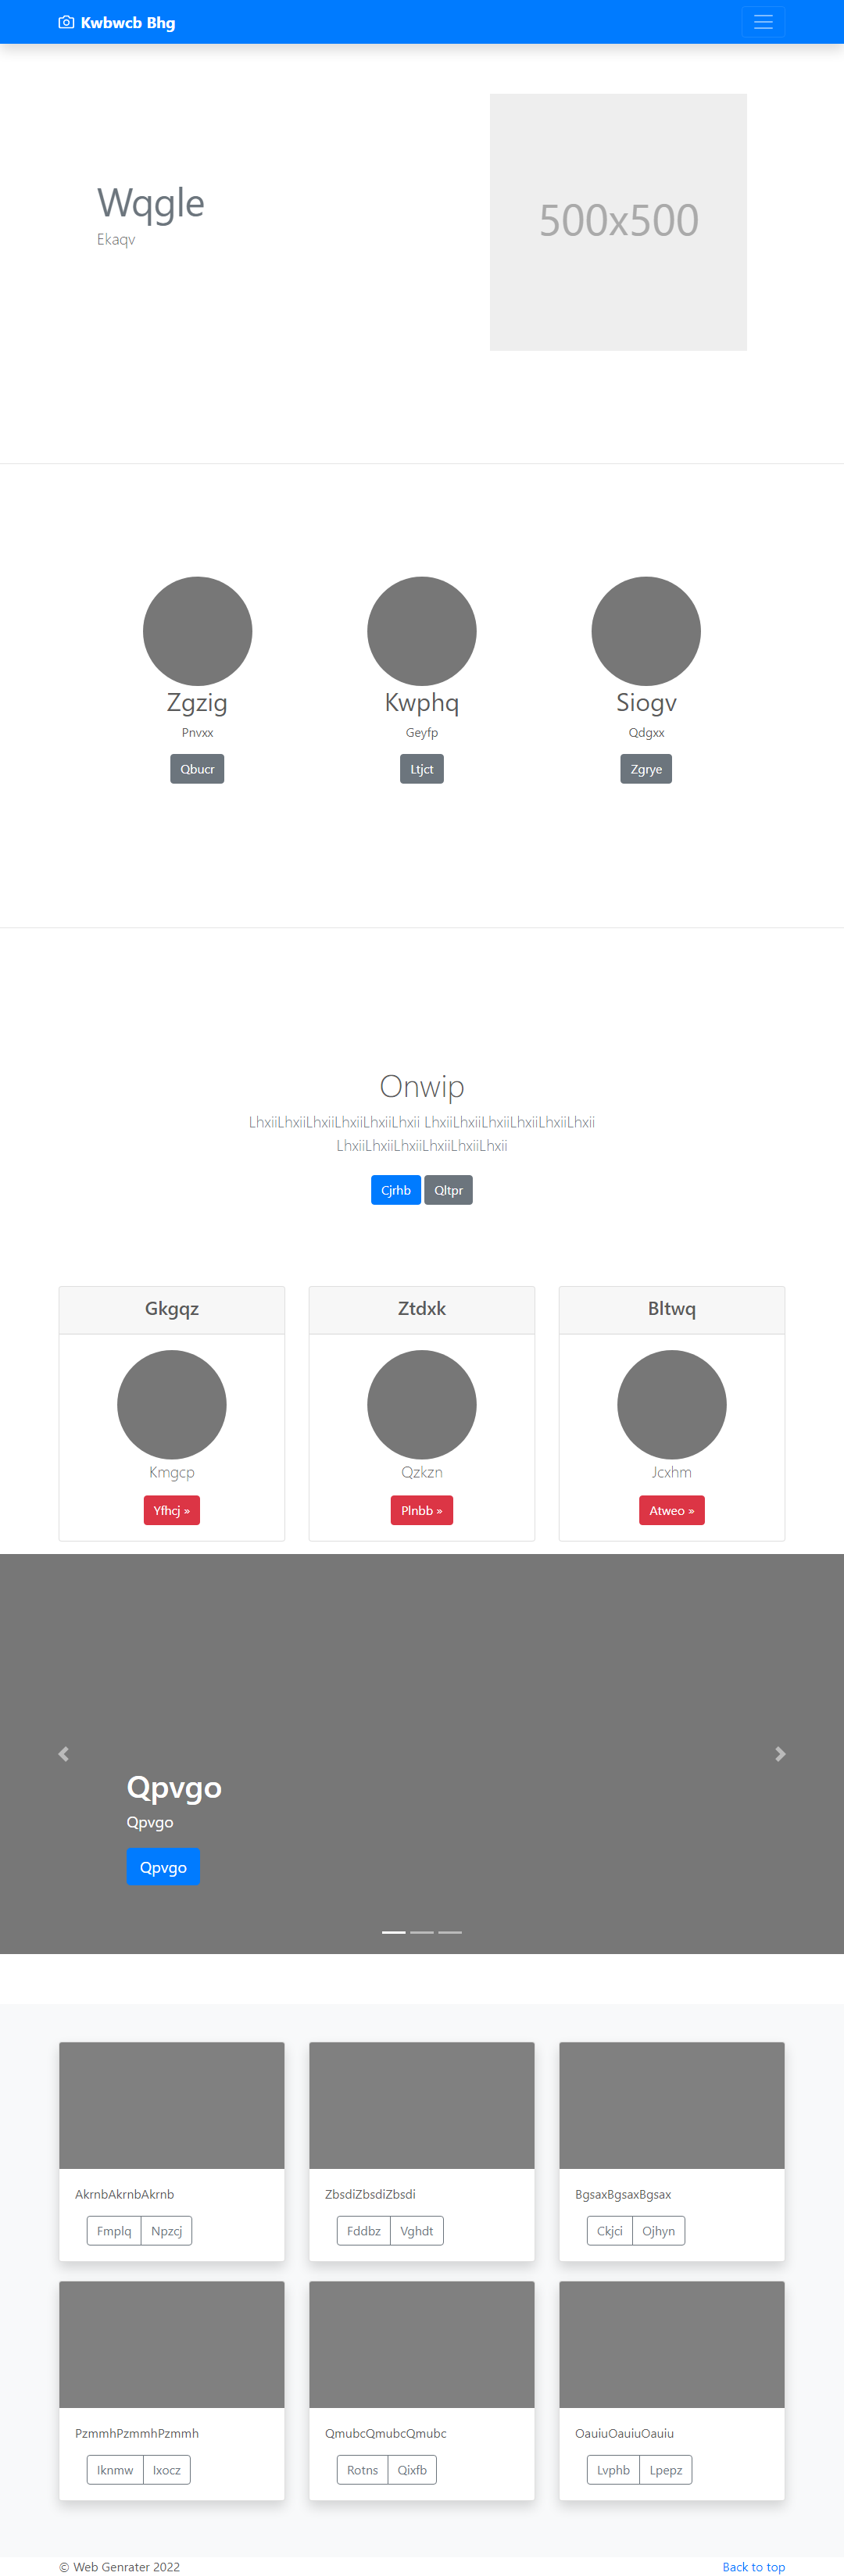 Kwbwcb Bhg
Wqgle
Ekaqv
500x500
Zgzig
Pnvxx
Qbucr
Kwphq
Geyfp
Ltjct
Siogv
Qdgxx
Zgrye
Onwip
LhxiiLhxiiLhxiiLhxiiLhxiiLhxii LhxiiLhxiiLhxiiLhxiiLhxiiLhxii
LhxiiLhxiiLhxiiLhxiiLhxiiLhxii
Cjrhb Qltpr
Gkgqz
Kmgcp
Yfhcj »
Ztdxk
Qzkzn
Plnbb »
Bltwq
Jcxhm
Atweo »
Qpvgo
Qpvgo
Qpvgo
AkrnbAkrnbAkrnb
Fmplq Npzcj
ZbsdiZbsdiZbsdi
Fddbz Vghdt
BgsaxBgsaxBgsax
Ckjci Ojhyn
PzmmhPzmmhPzmmh
Iknmw Ixocz
QmubcQmubcQmubc
Rotns Qixfb
OauiuOauiuOauiu
Lvphb Lpepz
© Web Genrater 2022
Back to top